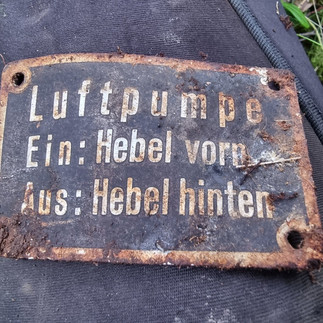 Luftpumpe
Ein: Hebel vorn
Aus: Hebel hinten